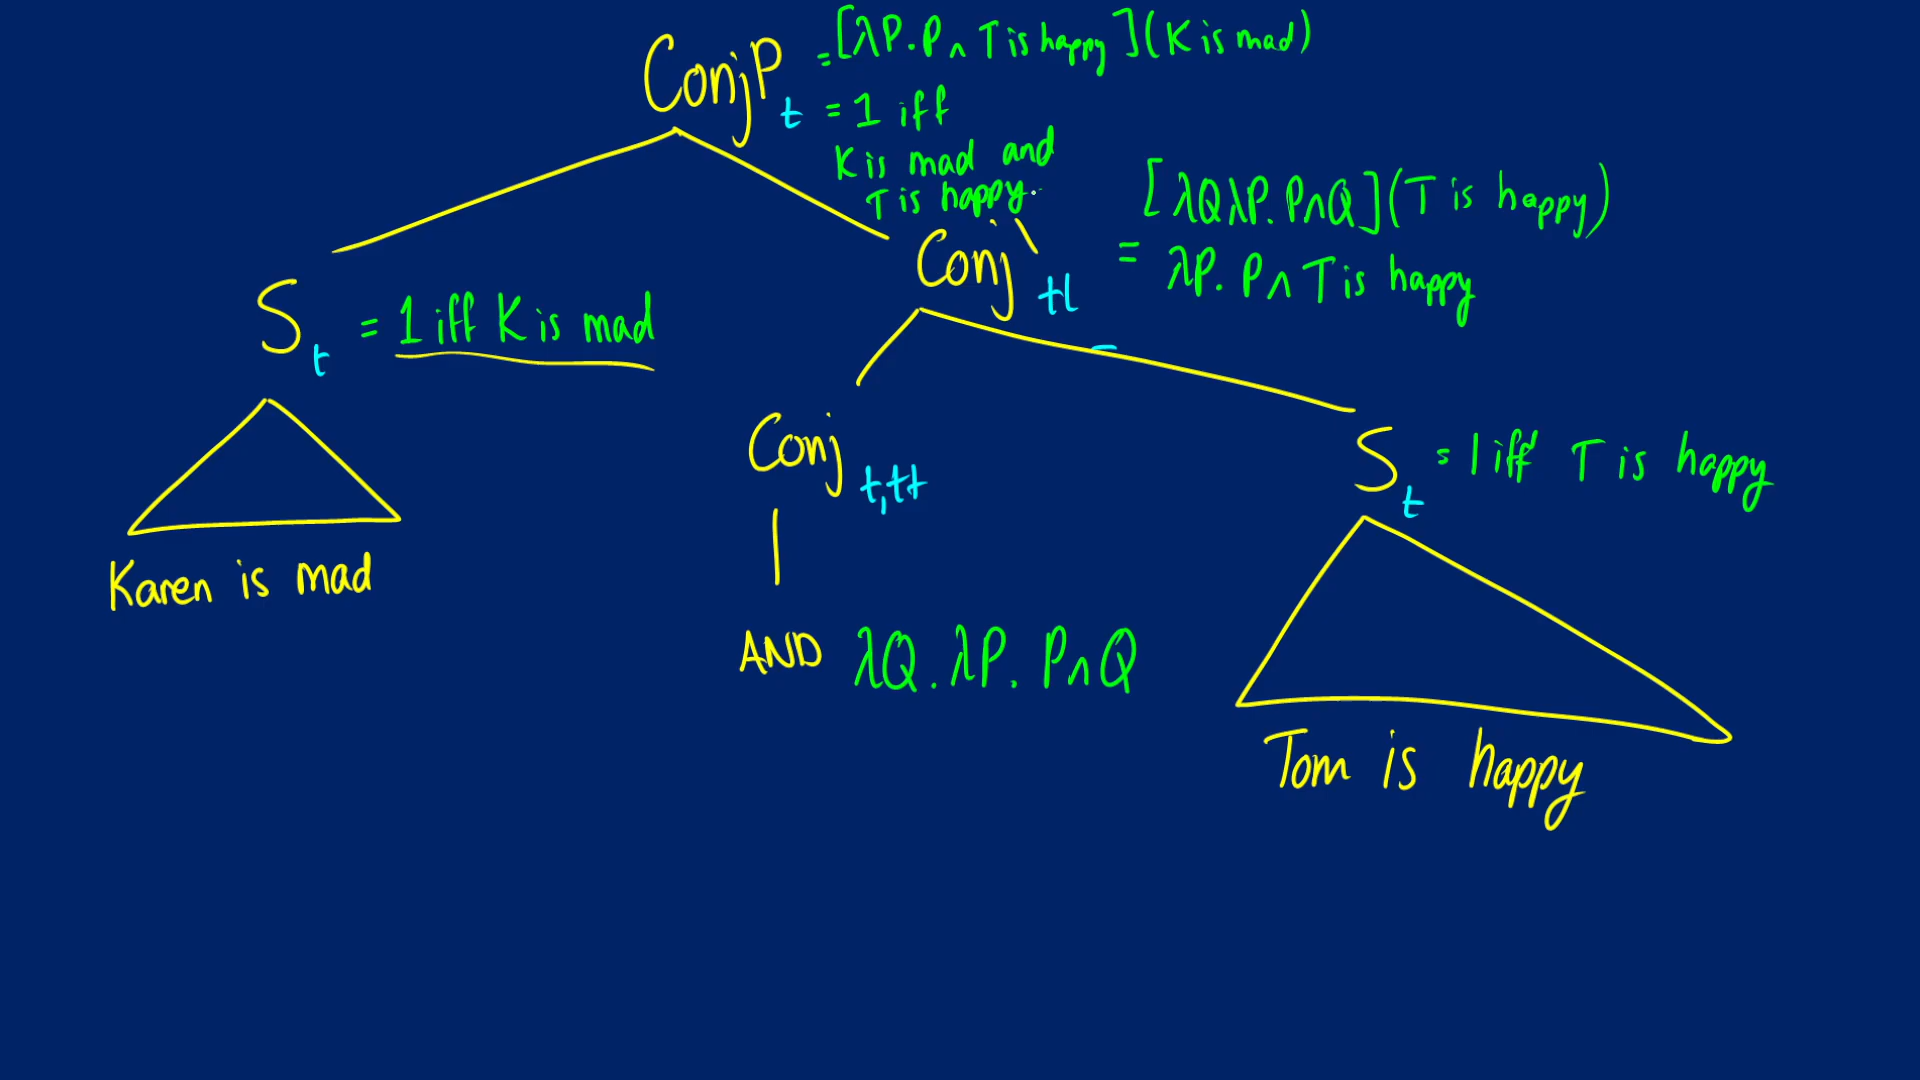 ConjP = [λP. P ∧ T is happy](K is mad)
t = 1 iff
K is mad and
T is happy.
[λQλP. P∧Q](T is happy)
Conj \ tt
= λP. P ∧ T is happy
S t = 1 iff K is mad
Conj t,tt
S t = 1 iff T is happy
Karen is mad
AND λQ. λP. P∧Q
Tom is happy